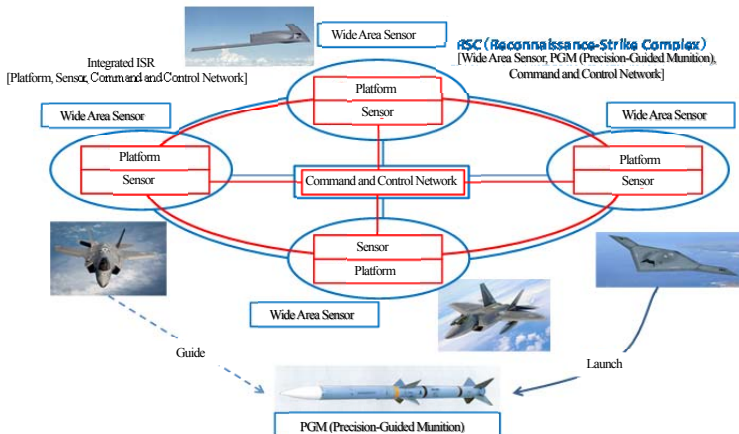 Wide Area Sensor
RSC (Reconnaissance-Strike Complex)
[Wide Area Sensor, PGM (Precision-Guided Munition),
Command and Control Network]
Integrated ISR
[Platform, Sensor, Command and Control Network]
Wide Area Sensor
Platform
Sensor
Wide Area Sensor
Platform
Sensor
Command and Control Network
Platform
Sensor
Sensor
Platform
Wide Area Sensor
Guide
Launch
PGM (Precision-Guided Munition)